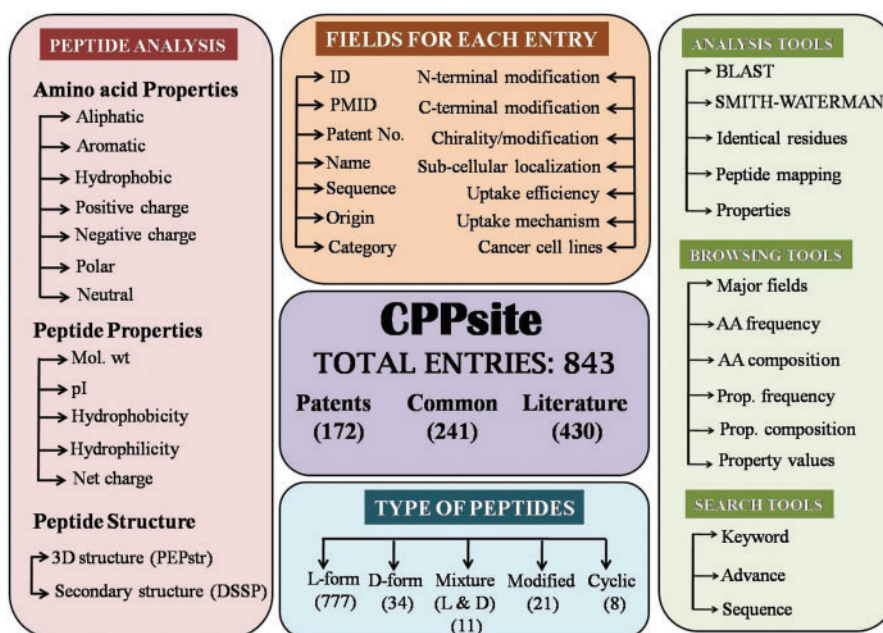 PEPTIDE ANALYSIS
Amino acid Properties
Aliphatic
Aromatic
Hydrophobic
Positive charge
Negative charge
Polar
Neutral
Peptide Properties
Mol. wt
pI
Hydrophobicity
Hydrophilicity
Net charge
Peptide Structure
3D structure (PEPstr)
Secondary structure (DSSP)
FIELDS FOR EACH ENTRY
ID
PMID
Patent No.
Name
Sequence
Origin
Category
N-terminal modification
C-terminal modification
Chirality/modification
Sub-cellular localization
Uptake efficiency
Uptake mechanism
Cancer cell lines
CPPsite
TOTAL ENTRIES: 843
Patents Common Literature
(172) (241) (430)
TYPE OF PEPTIDES
L-form D-form Mixture Modified Cyclic
(777) (34) (L & D) (21) (8)
(11)
ANALYSIS TOOLS
BLAST
SMITH-WATERMAN
Identical residues
Peptide mapping
Properties
BROWSING TOOLS
Major fields
AA frequency
AA composition
Prop. frequency
Prop. composition
Property values
SEARCH TOOLS
Keyword
Advance
Sequence